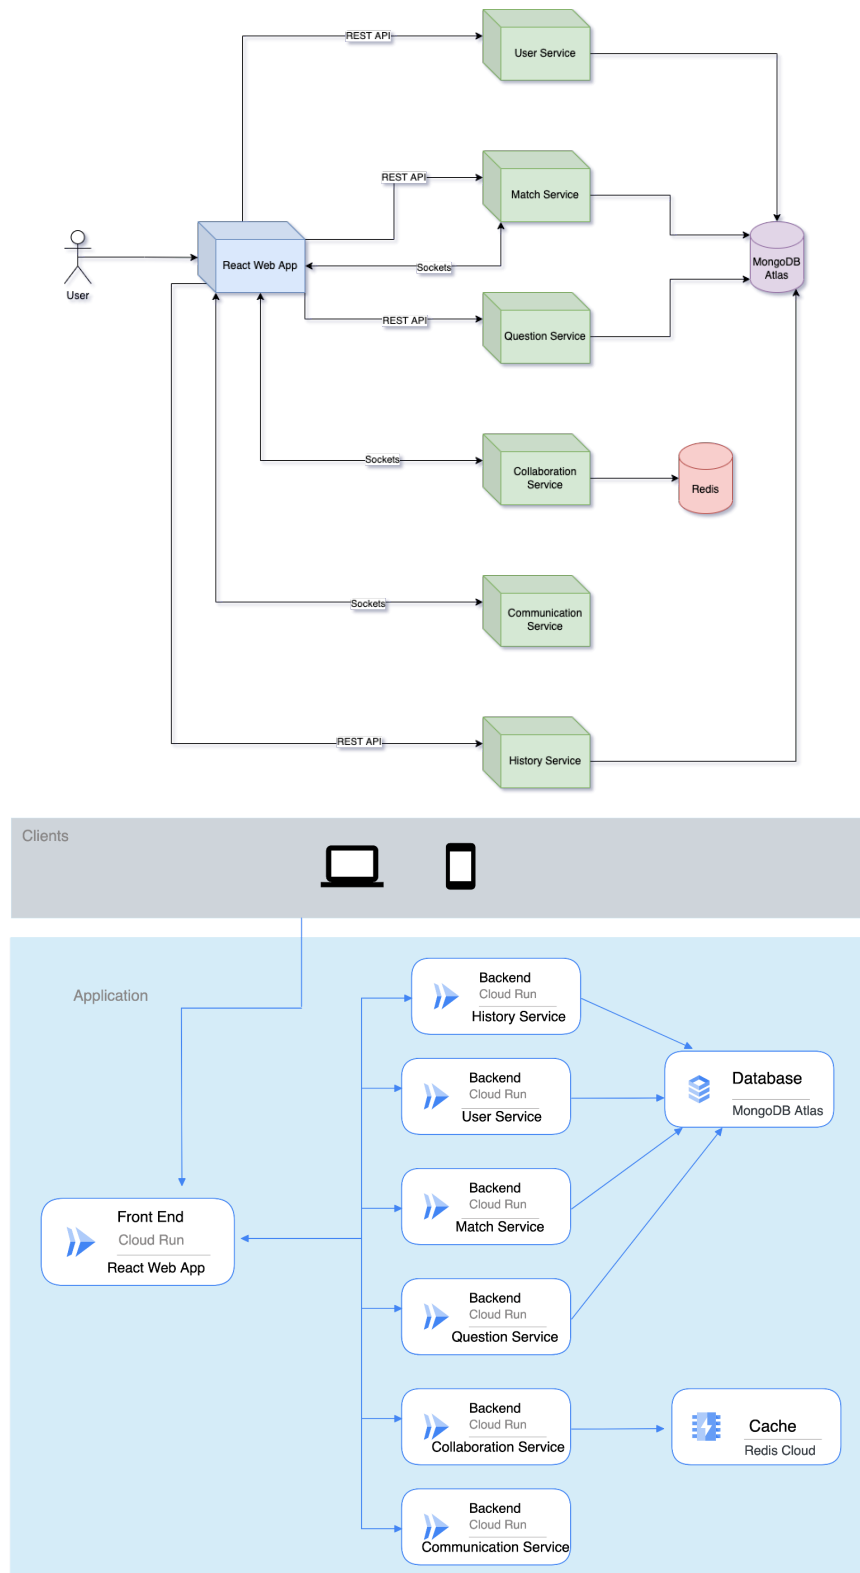 REST API
User Service
REST API
Match Service
User
React Web App
Sockets
MongoDB
Atlas
REST API
Question Service
Sockets
Collaboration
Service
Redis
Sockets
Communication
Service
REST API
History Service
Clients
Application
Backend
Cloud Run
History Service
Backend
Cloud Run
User Service
Database
MongoDB Atlas
Backend
Cloud Run
Match Service
Front End
Cloud Run
React Web App
Backend
Cloud Run
Question Service
Backend
Cloud Run
Collaboration Service
Cache
Redis Cloud
Backend
Cloud Run
Communication Service